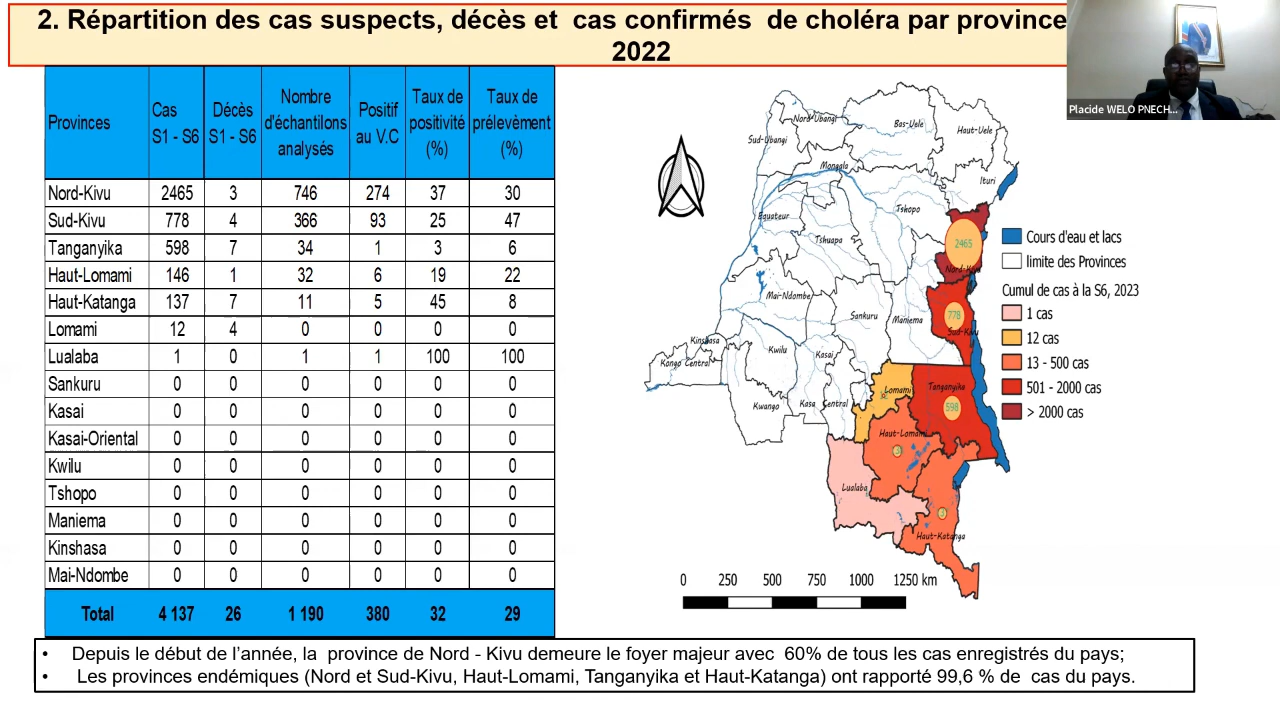 2. Répartition des cas suspects, décès et cas confirmés de choléra par province
2022
Placide WELO PNECH...
Provinces Cas S1 - S6 Décès S1 - S6 Nombre d'échantilons analysés Positif au V.C Taux de positivité (%) Taux de prélevèment (%)
Nord-Kivu 2465 3 746 274 37 30
Sud-Kivu 778 4 366 93 25 47
Tanganyika 598 7 34 1 3 6
Haut-Lomami 146 1 32 6 19 22
Haut-Katanga 137 7 11 5 45 8
Lomami 12 4 0 0 0 0
Lualaba 1 0 1 1 100 100
Sankuru 0 0 0 0 0 0
Kasai 0 0 0 0 0 0
Kasai-Oriental 0 0 0 0 0 0
Kwilu 0 0 0 0 0 0
Tshopo 0 0 0 0 0 0
Maniema 0 0 0 0 0 0
Kinshasa 0 0 0 0 0 0
Mai-Ndombe 0 0 0 0 0 0
Total 4 137 26 1 190 380 32 29
Nord-Ubangi
Bas-Uele
Haut-Uele
Sud-Ubangi
Mongala
Ituri
Tshopo
Equateur
Tshuapa
2465
Nord-Kivu
Mai-Ndombe
Sankuru
Maniema
778
Sud-Kivu
Kinshasa
Kongo Central
Kwilu
Kasai
Kwango
Kasa Central
Lomami
Tanganyika
598
Haut-Lomami
Lualaba
Haut-Katanga
Cours d'eau et lacs
limite des Provinces
Cumul de cas à la S6, 2023
1 cas
12 cas
13 - 500 cas
501 - 2000 cas
> 2000 cas
0 250 500 750 1000 1250 km
• Depuis le début de l'année, la province de Nord - Kivu demeure le foyer majeur avec 60% de tous les cas enregistrés du pays;
• Les provinces endémiques (Nord et Sud-Kivu, Haut-Lomami, Tanganyika et Haut-Katanga) ont rapporté 99,6 % de cas du pays.